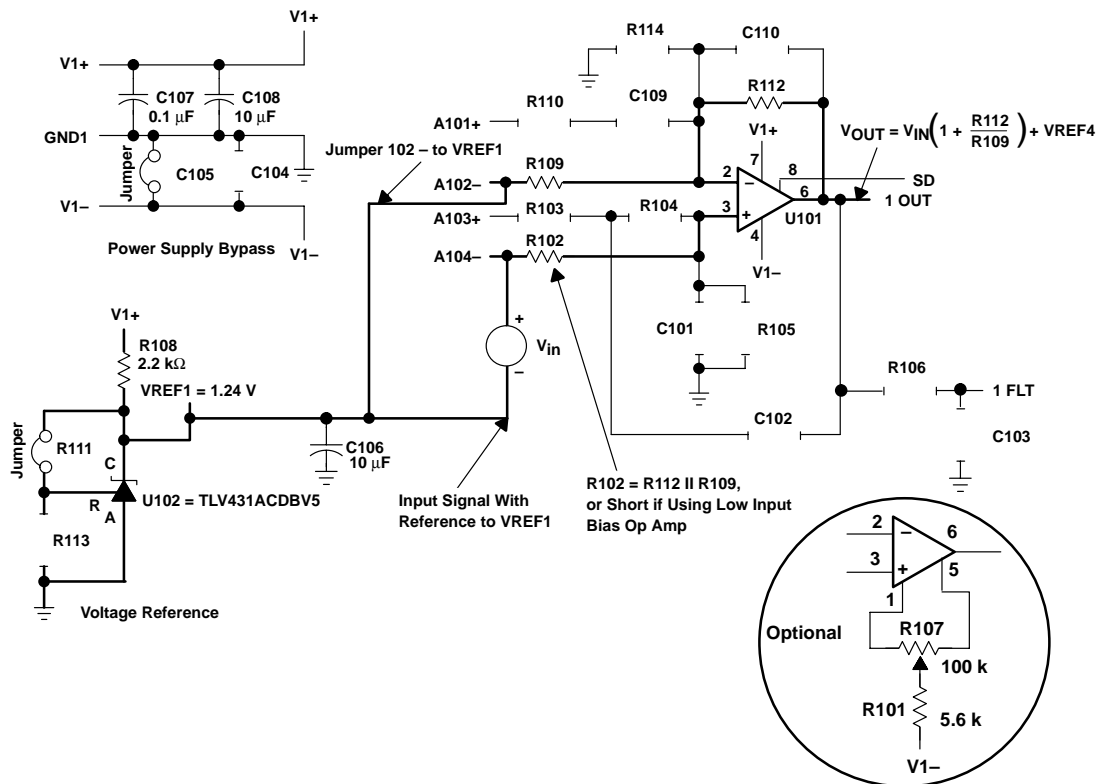 V1+
V1+
C107
0.1 μF
C108
10 μF
GND1
Jumper
C105
C104
V1–
V1–
Power Supply Bypass
R114
C110
R112
R110
C109
A101+
Jumper 102 – to VREF1
R109
A102–
A103+
R103
R104
R102
A104–
V1+
7
2
–
8
SD
6
1 OUT
3
+
U101
4
V1–
VOUT = VIN(1 + R112/R109) + VREF4
C101
R105
+
Vin
–
R106
1 FLT
C102
C103
V1+
R108
2.2 kΩ
VREF1 = 1.24 V
Jumper
R111
C
R
A
U102 = TLV431ACDBV5
R113
C106
10 μF
Voltage Reference
Input Signal With
Reference to VREF1
R102 = R112 II R109,
or Short if Using Low Input
Bias Op Amp
2
–
6
3
+
5
1
Optional
R107
100 k
R101
5.6 k
V1–